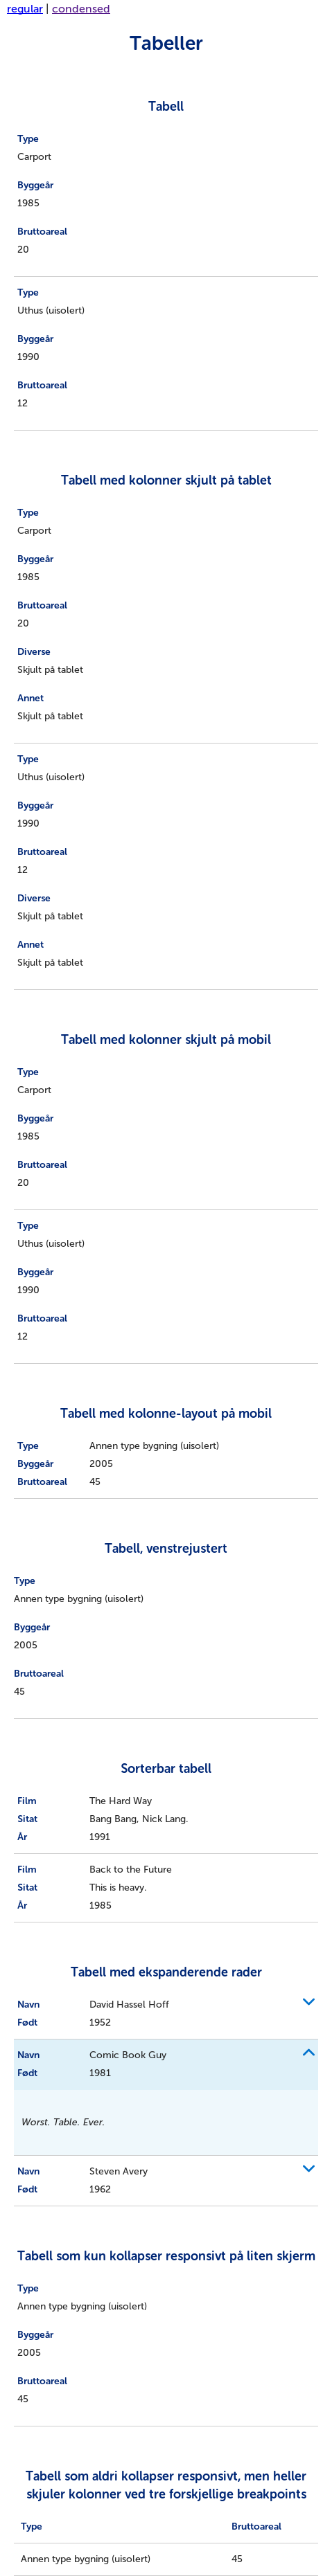 regular | condensed
Tabeller
Tabell
Type
Carport
Byggeår
1985
Bruttoareal
20
Type
Uthus (uisolert)
Byggeår
1990
Bruttoareal
12
Tabell med kolonner skjult på tablet
Type
Carport
Byggeår
1985
Bruttoareal
20
Diverse
Skjult på tablet
Annet
Skjult på tablet
Type
Uthus (uisolert)
Byggeår
1990
Bruttoareal
12
Diverse
Skjult på tablet
Annet
Skjult på tablet
Tabell med kolonner skjult på mobil
Type
Carport
Byggeår
1985
Bruttoareal
20
Type
Uthus (uisolert)
Byggeår
1990
Bruttoareal
12
Tabell med kolonne-layout på mobil
Type Annen type bygning (uisolert)
Byggeår 2005
Bruttoareal 45
Tabell, venstrejustert
Type
Annen type bygning (uisolert)
Byggeår
2005
Bruttoareal
45
Sorterbar tabell
Film The Hard Way
Sitat Bang Bang, Nick Lang.
År 1991
Film Back to the Future
Sitat This is heavy.
År 1985
Tabell med ekspanderende rader
Navn David Hassel Hoff
Født 1952
Navn Comic Book Guy
Født 1981
Worst. Table. Ever.
Navn Steven Avery
Født 1962
Tabell som kun kollapser responsivt på liten skjerm
Type
Annen type bygning (uisolert)
Byggeår
2005
Bruttoareal
45
Tabell som aldri kollapser responsivt, men heller
skjuler kolonner ved tre forskjellige breakpoints
Type Bruttoareal
Annen type bygning (uisolert) 45